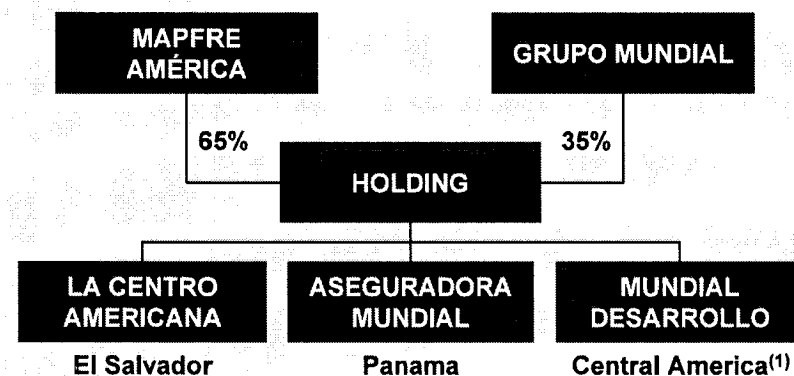 MAPFRE
AMÉRICA
GRUPO MUNDIAL
65%
35%
HOLDING
LA CENTRO
AMERICANA
ASEGURADORA
MUNDIAL
MUNDIAL
DESARROLLO
El Salvador
Panama
Central America(1)